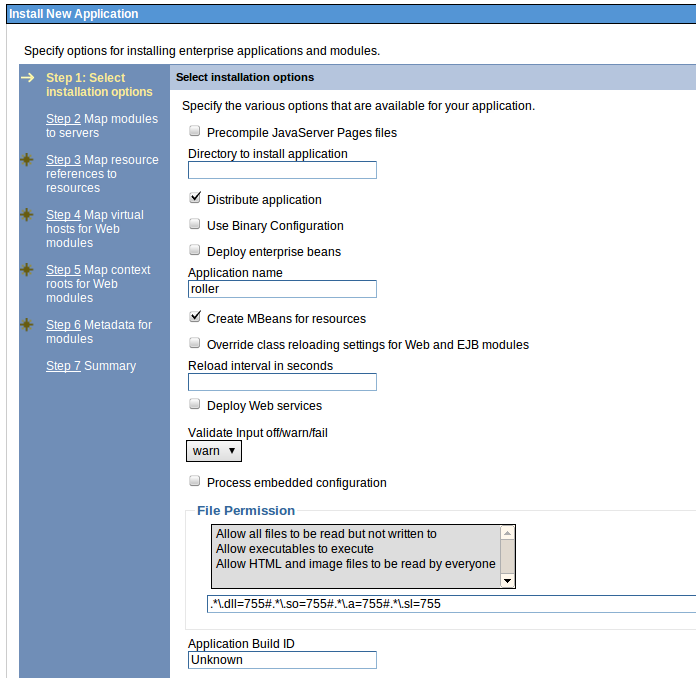 Install New Application
Specify options for installing enterprise applications and modules.
Step 1: Select
installation options
Step 2 Map modules
to servers
Step 3 Map resource
references to
resources
Step 4 Map virtual
hosts for Web
modules
Step 5 Map context
roots for Web
modules
Step 6 Metadata for
modules
Step 7 Summary
Select installation options
Specify the various options that are available for your application.
Precompile JavaServer Pages files
Directory to install application
Distribute application
Use Binary Configuration
Deploy enterprise beans
Application name
roller
Create MBeans for resources
Override class reloading settings for Web and EJB modules
Reload interval in seconds
Deploy Web services
Validate Input off/warn/fail
warn
Process embedded configuration
File Permission
Allow all files to be read but not written to
Allow executables to execute
Allow HTML and image files to be read by everyone
.*\.dll=755#.*\.so=755#.*\.a=755#.*\.sl=755
Application Build ID
Unknown